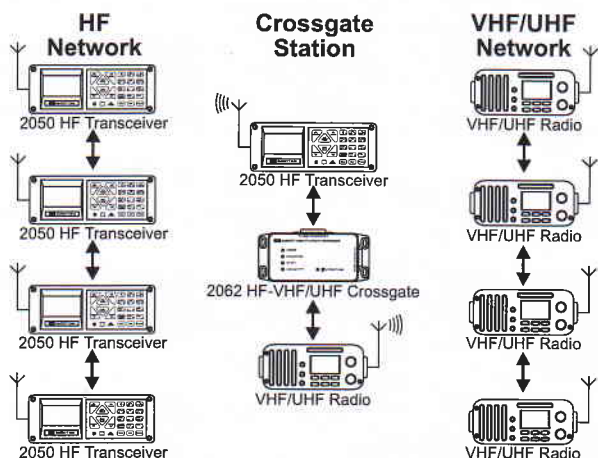 HF
Network
Crossgate
Station
VHF/UHF
Network
2050 HF Transceiver
2050 HF Transceiver
2050 HF Transceiver
2050 HF Transceiver
2050 HF Transceiver
2062 HF-VHF/UHF Crossgate
VHF/UHF Radio
VHF/UHF Radio
VHF/UHF Radio
VHF/UHF Radio
VHF/UHF Radio